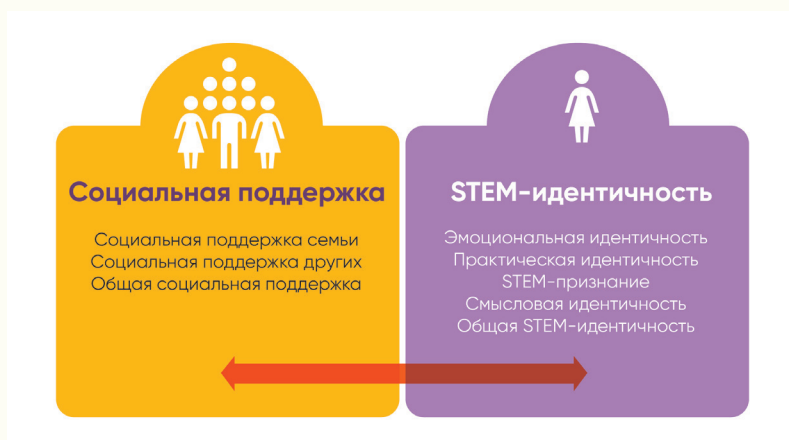 Социальная поддержка
Социальная поддержка семьи
Социальная поддержка других
Общая социальная поддержка
STEM-идентичность
Эмоциональная идентичность
Практическая идентичность
STEM-признание
Смысловая идентичность
Общая STEM-идентичность